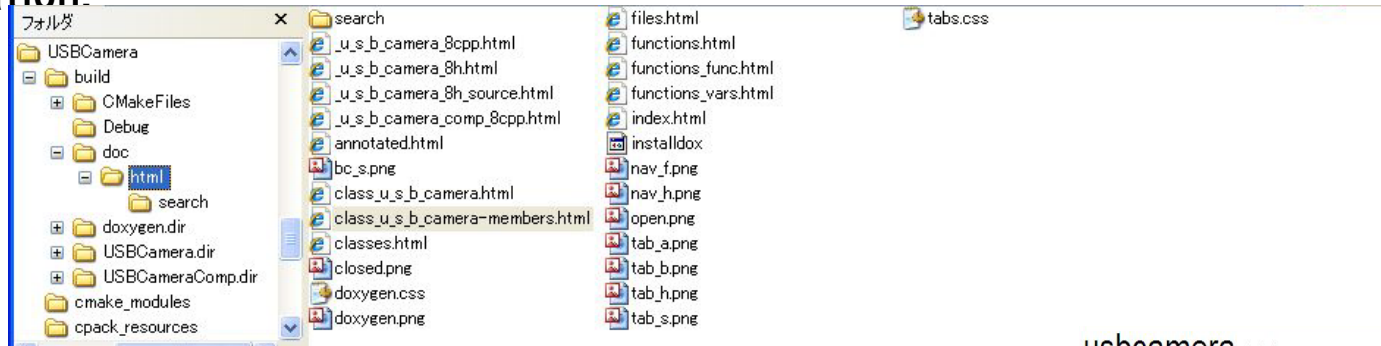 フォルダ
USBCamera
build
CMakeFiles
Debug
doc
html
search
doxygen.dir
USBCamera.dir
USBCameraComp.dir
cmake_modules
cpack_resources
search
_u_s_b_camera_8cpp.html
_u_s_b_camera_8h.html
_u_s_b_camera_8h_source.html
_u_s_b_camera_comp_8cpp.html
annotated.html
bc_s.png
class_u_s_b_camera.html
class_u_s_b_camera-members.html
classes.html
closed.png
doxygen.css
doxygen.png
files.html
functions.html
functions_func.html
functions_vars.html
index.html
installdox
nav_f.png
nav_h.png
open.png
tab_a.png
tab_b.png
tab_h.png
tab_s.png
tabs.css
usbcamera